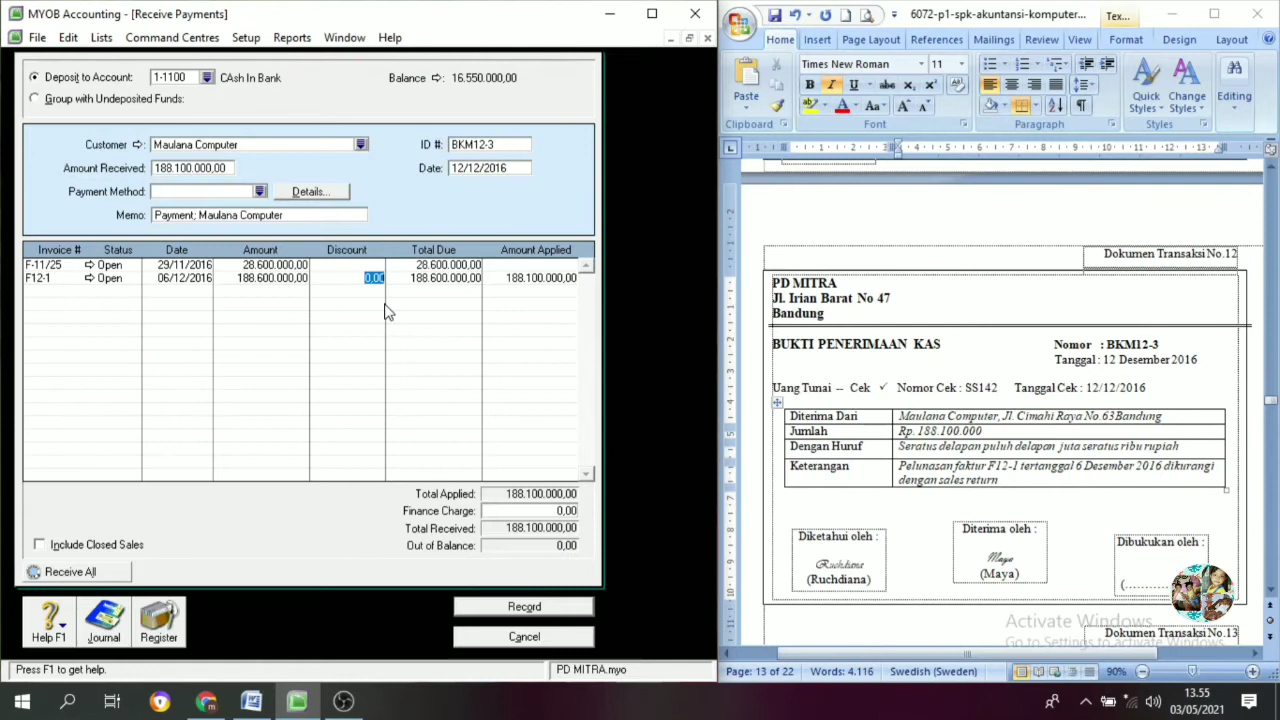 MYOB Accounting - [Receive Payments]
File Edit Lists Command Centres Setup Reports Window Help
Deposit to Account: 1-1100 CAsh In Bank Balance : 16.550.000,00
Group with Undeposited Funds:
Customer : Maulana Computer ID #: BKM12-3
Amount Received: 188.100.000,00 Date: 12/12/2016
Payment Method: Details...
Memo: Payment; Maulana Computer
Invoice # Status Date Amount Discount Total Due Amount Applied
F-11/25 Open 29/11/2016 28.600.000,00 28.600.000,00
F12-1 Open 06/12/2016 188.600.000,00 0,00 188.600.000,00 188.100.000,00
Total Applied: 188.100.000,00
Finance Charge: 0,00
Total Received: 188.100.000,00
Include Closed Sales Out of Balance: 0,00
Receive All
Record
Help F1 Journal Register
Cancel
Press F1 to get help. PD MITRA.myo
6072-p1-spk-akuntansi-komputer... Tex...
Home Insert Page Layout References Mailings Review View Format Design Layout
Times New Roman 11
Paste Quick Styles Change Styles Editing
Clipboard Font Paragraph Styles
Dokumen Transaksi No.12
PD MITRA
Jl. Irian Barat No 47
Bandung
BUKTI PENERIMAAN KAS Nomor : BKM12-3
Tanggal : 12 Desember 2016
Uang Tunai -- Cek ✓ Nomor Cek : SS142 Tanggal Cek : 12/12/2016
Diterima Dari Maulana Computer, Jl. Cimahi Raya No.63Bandung
Jumlah Rp. 188.100.000
Dengan Huruf Seratus delapan puluh delapan juta seratus ribu rupiah
Keterangan Pelunasan faktur F12-1 tertanggal 6 Desember 2016 dikurangi
dengan sales return
Diketahui oleh : Diterima oleh : Dibukukan oleh :
Ruchdiana Maya
(Ruchdiana) (Maya) (..........
Activate Windows
Go to Settings to activate Windows.
Dokumen Transaksi No.13
Page: 13 of 22 Words: 4.116 Swedish (Sweden) 90%
13.55
03/05/2021